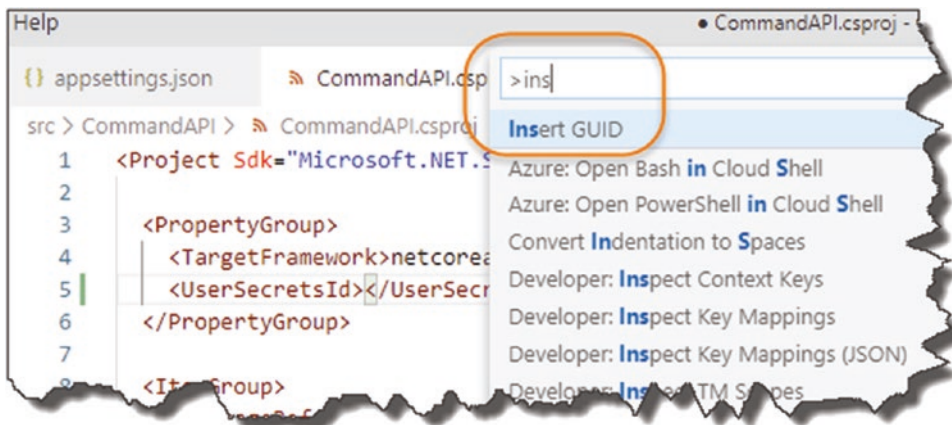 Help
● CommandAPI.csproj -
{} appsettings.json
CommandAPI.csp
>ins
src > CommandAPI > CommandAPI.csproj
Insert GUID
1 <Project Sdk="Microsoft.NET.S
Azure: Open Bash in Cloud Shell
2
Azure: Open PowerShell in Cloud Shell
3 <PropertyGroup>
Convert Indentation to Spaces
4 <TargetFramework>netcorea
Developer: Inspect Context Keys
5 <UserSecretsId></UserSecr
Developer: Inspect Key Mappings
6 </PropertyGroup>
Developer: Inspect Key Mappings (JSON)
7
Developer: TM
8